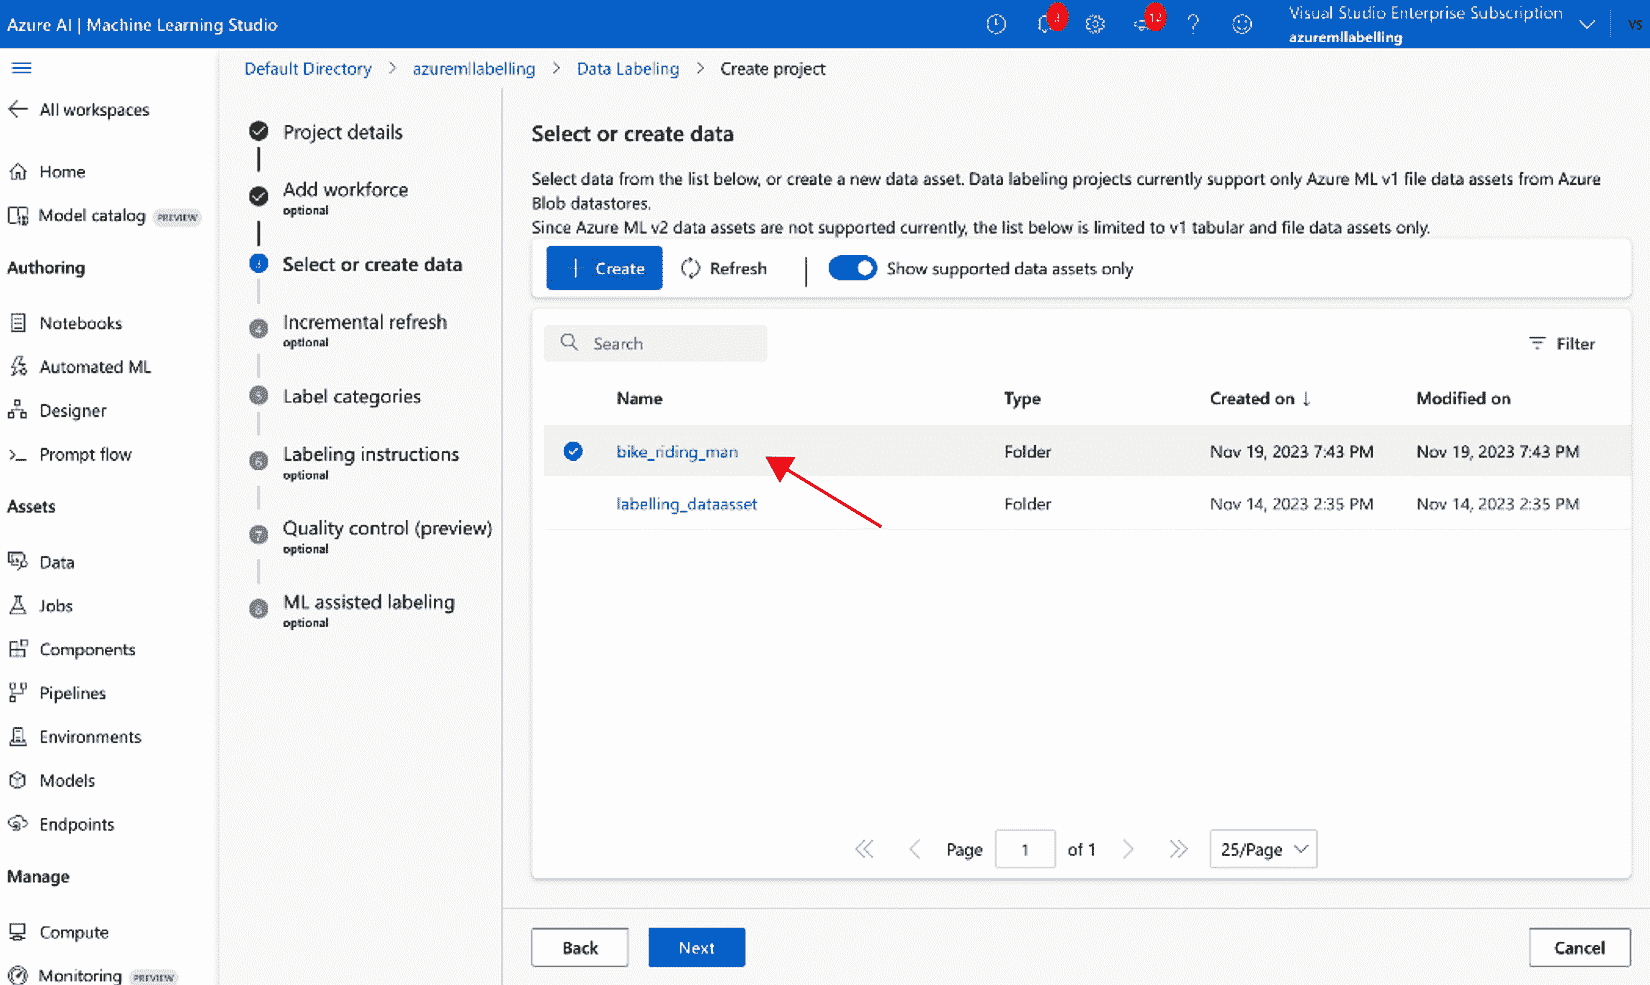 Azure AI | Machine Learning Studio
12
Visual Studio Enterprise Subscription
azuremllabelling
VS
Default Directory > azuremllabelling > Data Labeling > Create project
All workspaces
Home
Model catalog PREVIEW
Authoring
Notebooks
Automated ML
Designer
Prompt flow
Assets
Data
Jobs
Components
Pipelines
Environments
Models
Endpoints
Manage
Compute
Monitoring PREVIEW
Project details
Add workforce
optional
3 Select or create data
4 Incremental refresh
optional
5 Label categories
6 Labeling instructions
optional
7 Quality control (preview)
optional
8 ML assisted labeling
optional
Select or create data
Select data from the list below, or create a new data asset. Data labeling projects currently support only Azure ML v1 file data assets from Azure
Blob datastores.
Since Azure ML v2 data assets are not supported currently, the list below is limited to v1 tabular and file data assets only.
+ Create Refresh | Show supported data assets only
Search
Filter
Name Type Created on ↓ Modified on
bike_riding_man Folder Nov 19, 2023 7:43 PM Nov 19, 2023 7:43 PM
labelling_dataasset Folder Nov 14, 2023 2:35 PM Nov 14, 2023 2:35 PM
Page 1 of 1 25/Page
Back Next Cancel